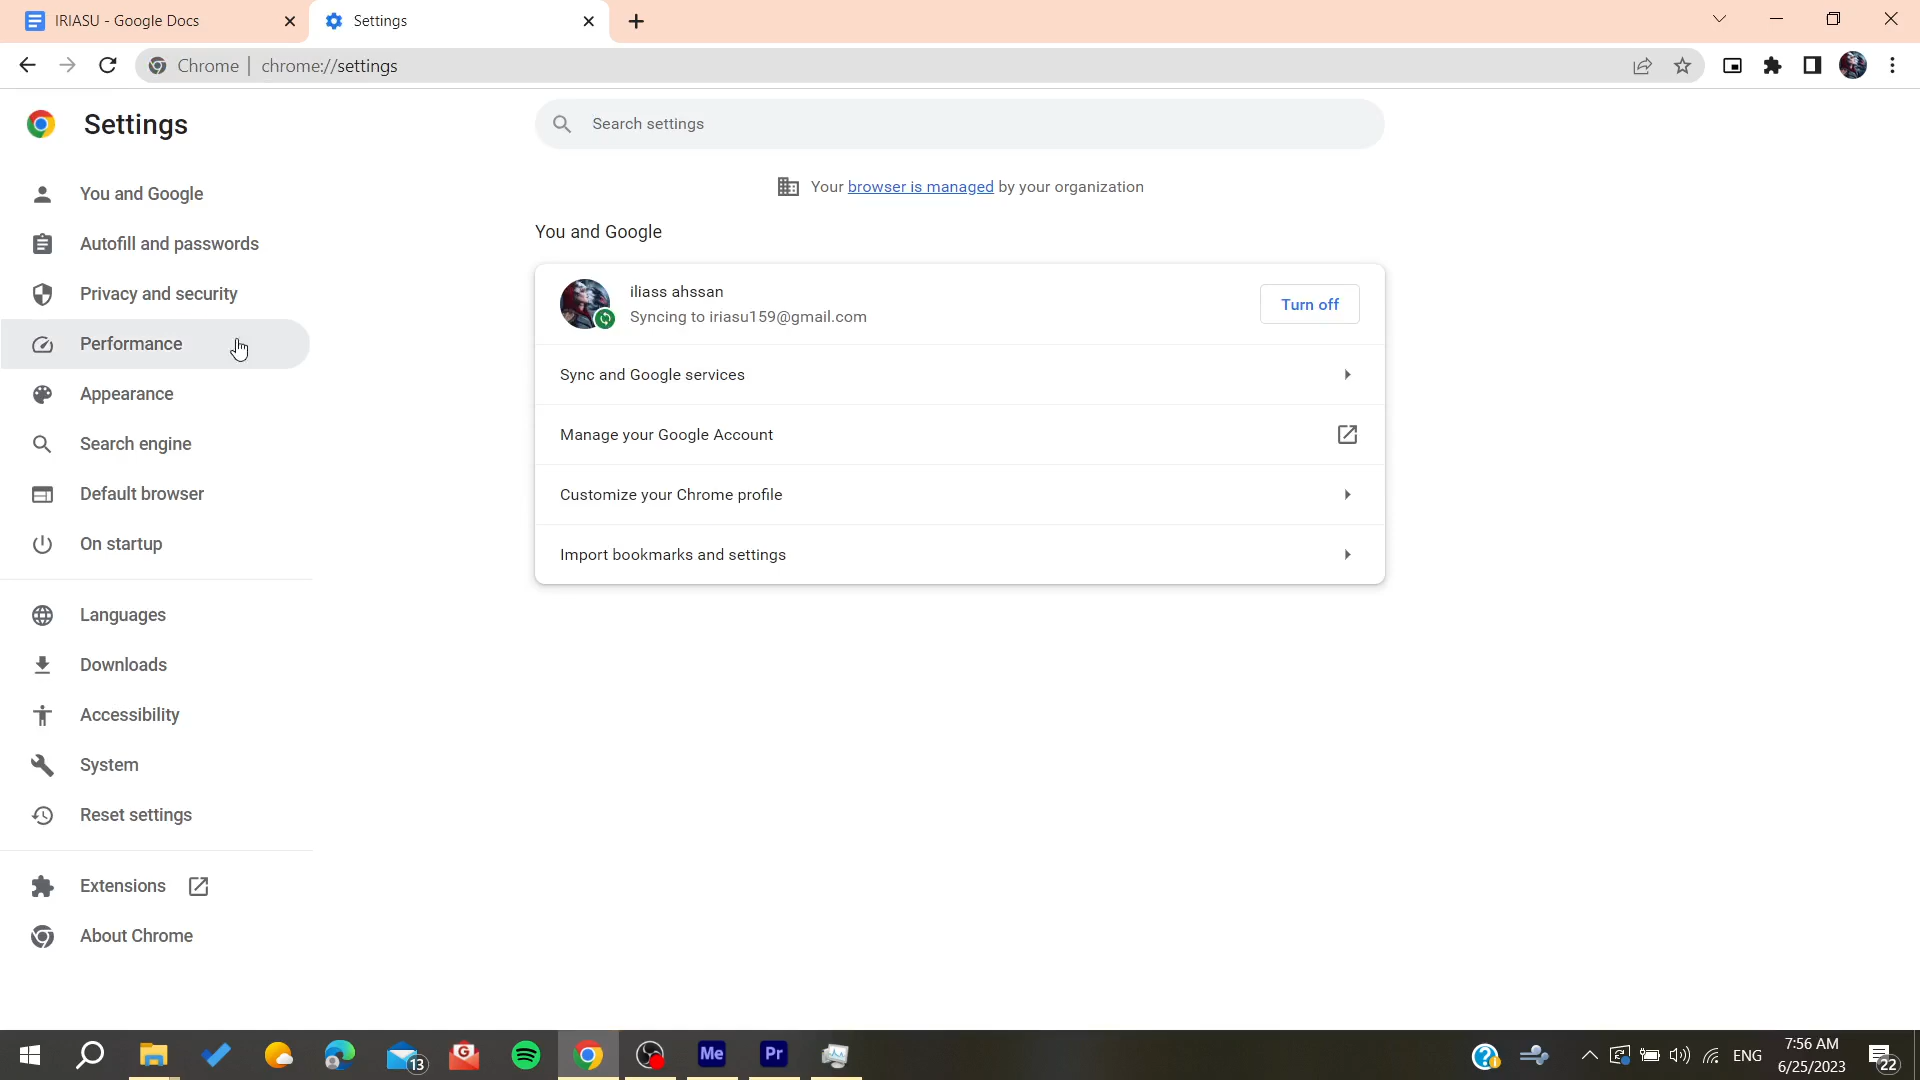 IRIASU - Google Docs
Settings
Chrome | chrome://settings
Settings
Search settings
Your browser is managed by your organization
You and Google
Autofill and passwords
Privacy and security
Performance
Appearance
Search engine
Default browser
On startup
Languages
Downloads
Accessibility
System
Reset settings
Extensions
About Chrome
You and Google
iliass ahssan
Syncing to iriasu159@gmail.com
Turn off
Sync and Google services
Manage your Google Account
Customize your Chrome profile
Import bookmarks and settings
13
G
Me
Pr
ENG
7:56 AM
6/25/2023
22